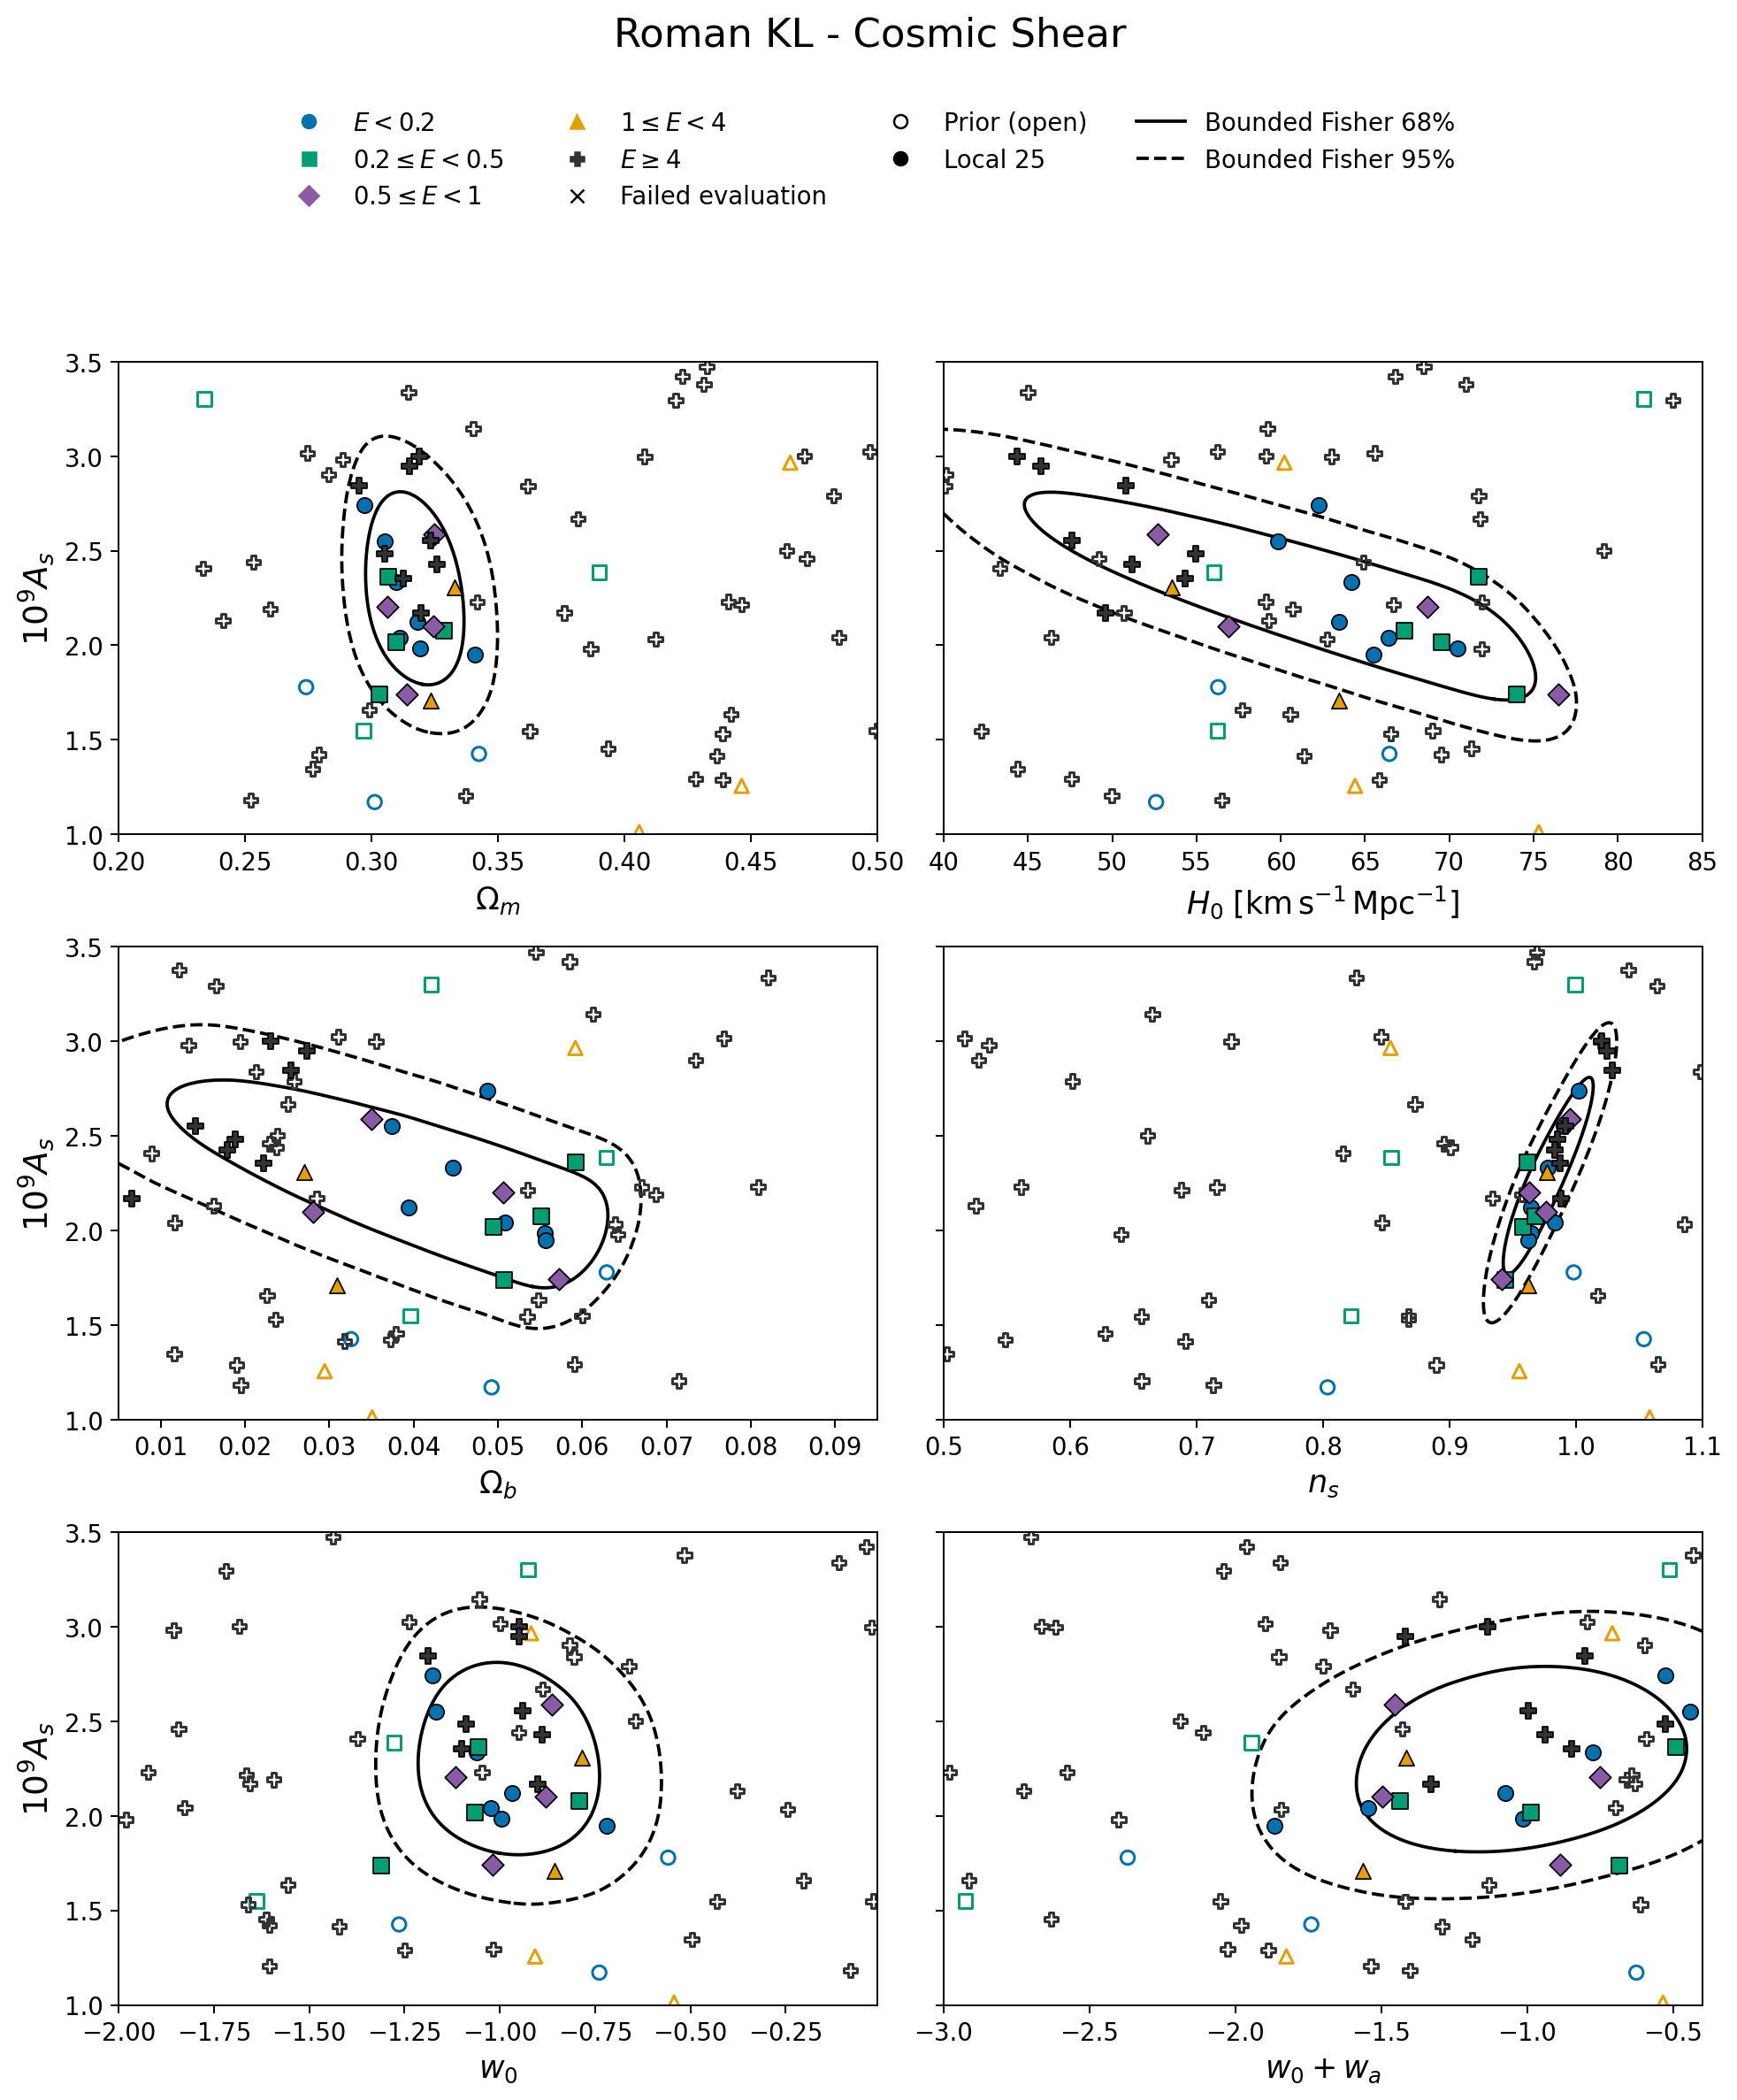 Roman KL - Cosmic Shear
E < 0.2
0.2 ≤ E < 0.5
0.5 ≤ E < 1
1 ≤ E < 4
E ≥ 4
Failed evaluation
Prior (open)
Local 25
Bounded Fisher 68%
Bounded Fisher 95%
3.5
3.0
2.5
2.0
1.5
1.0
10⁹Aₛ
0.20 0.25 0.30 0.35 0.40 0.45 0.50
Ωₘ
40 45 50 55 60 65 70 75 80 85
H₀ [km s⁻¹ Mpc⁻¹]
3.5
3.0
2.5
2.0
1.5
1.0
10⁹Aₛ
0.01 0.02 0.03 0.04 0.05 0.06 0.07 0.08 0.09
Ω_b
0.5 0.6 0.7 0.8 0.9 1.0 1.1
nₛ
3.5
3.0
2.5
2.0
1.5
1.0
10⁹Aₛ
−2.00 −1.75 −1.50 −1.25 −1.00 −0.75 −0.50 −0.25
w₀
−3.0 −2.5 −2.0 −1.5 −1.0 −0.5
w₀ + wₐ